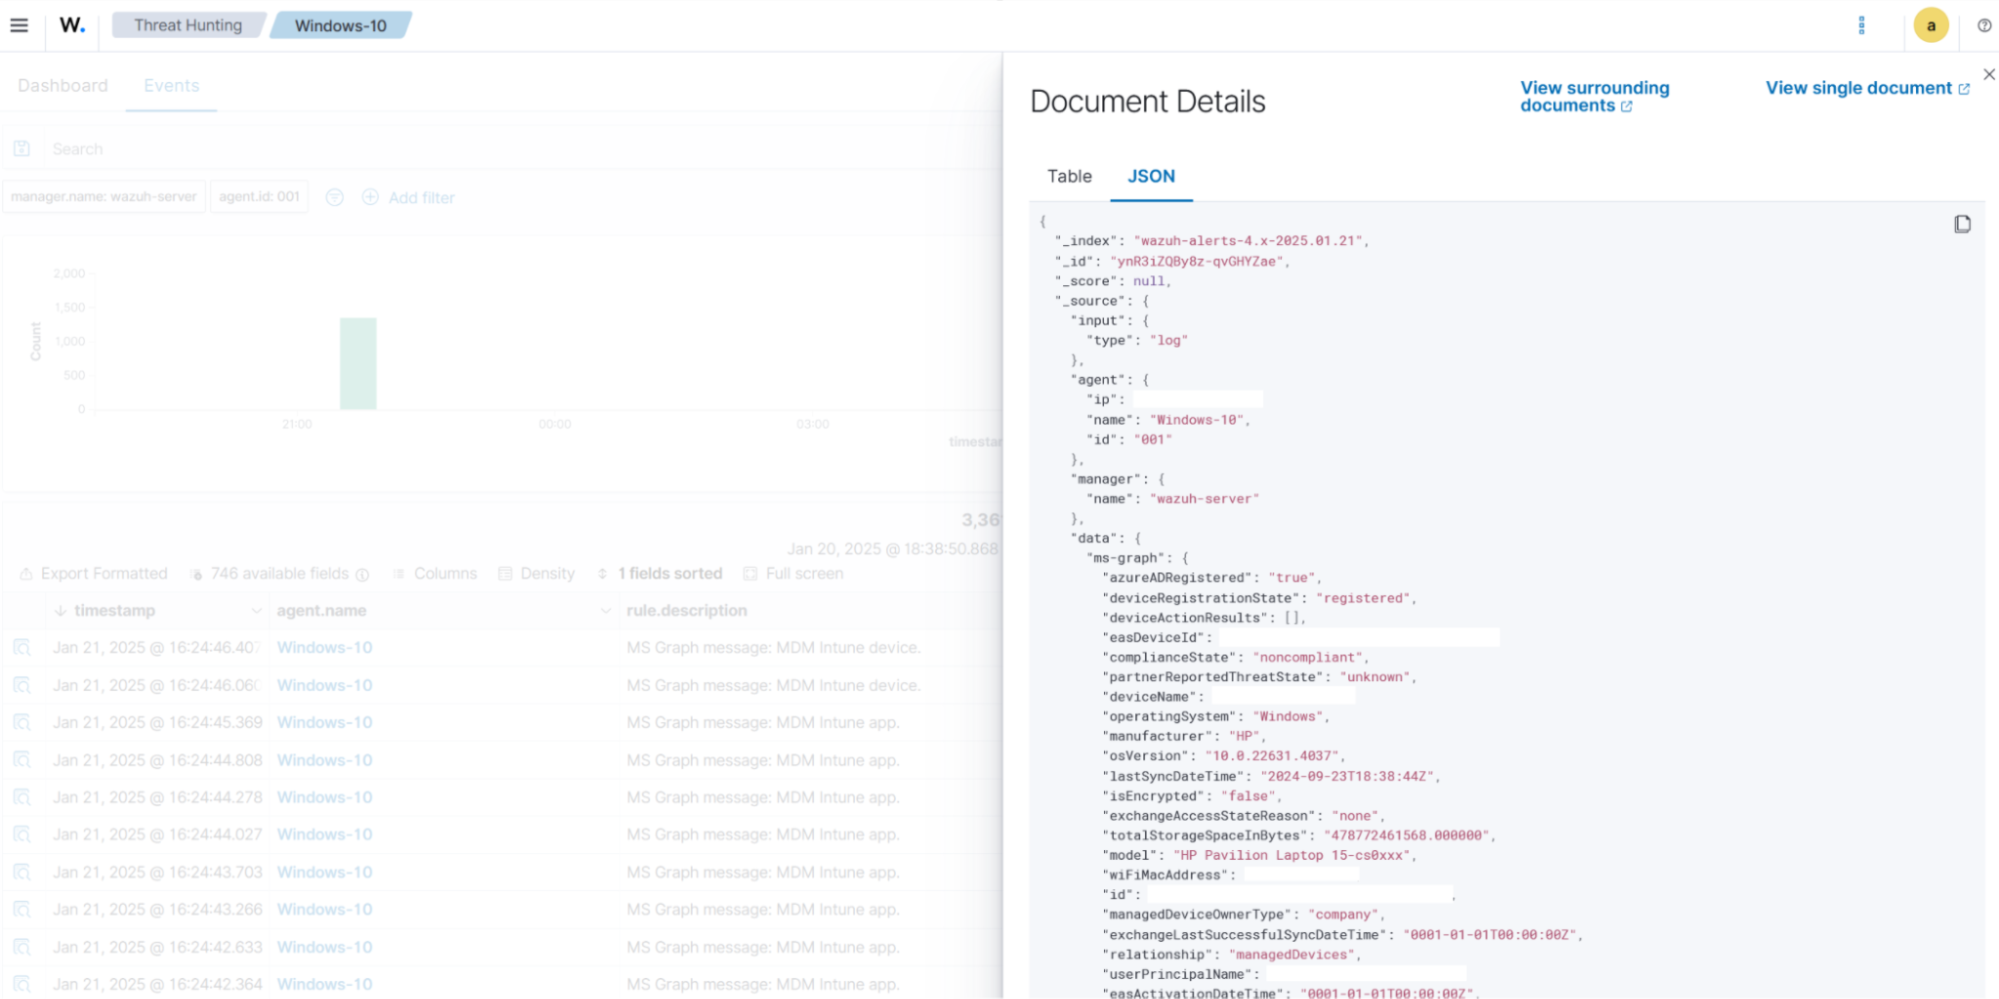 W.
Threat Hunting
Windows-10
a
Dashboard
Events
Search
manager.name: wazuh-server
agent.id: 001
Add filter
2,000
1,500
1,000
500
0
Count
21:00
00:00
03:00
3,36
Jan 20, 2025 @ 18:38:50.868
Export Formatted
746 available fields
Columns
Density
1 fields sorted
Full screen
timestamp
agent.name
rule.description
Jan 21, 2025 @ 16:24:46.407 Windows-10 MS Graph message: MDM Intune device.
Jan 21, 2025 @ 16:24:46.060 Windows-10 MS Graph message: MDM Intune device.
Jan 21, 2025 @ 16:24:45.369 Windows-10 MS Graph message: MDM Intune app.
Jan 21, 2025 @ 16:24:44.808 Windows-10 MS Graph message: MDM Intune app.
Jan 21, 2025 @ 16:24:44.278 Windows-10 MS Graph message: MDM Intune app.
Jan 21, 2025 @ 16:24:44.027 Windows-10 MS Graph message: MDM Intune app.
Jan 21, 2025 @ 16:24:43.703 Windows-10 MS Graph message: MDM Intune app.
Jan 21, 2025 @ 16:24:43.266 Windows-10 MS Graph message: MDM Intune app.
Jan 21, 2025 @ 16:24:42.633 Windows-10 MS Graph message: MDM Intune app.
Jan 21, 2025 @ 16:24:42.364 Windows-10 MS Graph message: MDM Intune app.
Document Details
View surrounding
documents
View single document
Table
JSON
{
"_index": "wazuh-alerts-4.x-2025.01.21",
"_id": "ynR3iZQBy8z-qvGHYZae",
"_score": null,
"_source": {
"input": {
"type": "log"
},
"agent": {
"ip":
"name": "Windows-10",
"id": "001"
},
"manager": {
"name": "wazuh-server"
},
"data": {
"ms-graph": {
"azureADRegistered": "true",
"deviceRegistrationState": "registered",
"deviceActionResults": [],
"easDeviceId":
"complianceState": "noncompliant",
"partnerReportedThreatState": "unknown",
"deviceName":
"operatingSystem": "Windows",
"manufacturer": "HP",
"osVersion": "10.0.22631.4037",
"lastSyncDateTime": "2024-09-23T18:38:44Z",
"isEncrypted": "false",
"exchangeAccessStateReason": "none",
"totalStorageSpaceInBytes": "478772461568.000000",
"model": "HP Pavilion Laptop 15-cs0xxx",
"wiFiMacAddress":
"id": ,
"managedDeviceOwnerType": "company",
"exchangeLastSuccessfulSyncDateTime": "0001-01-01T00:00:00Z",
"relationship": "managedDevices",
"userPrincipalName":
"easActivationDateTime": "0001-01-01T00:00:00Z",